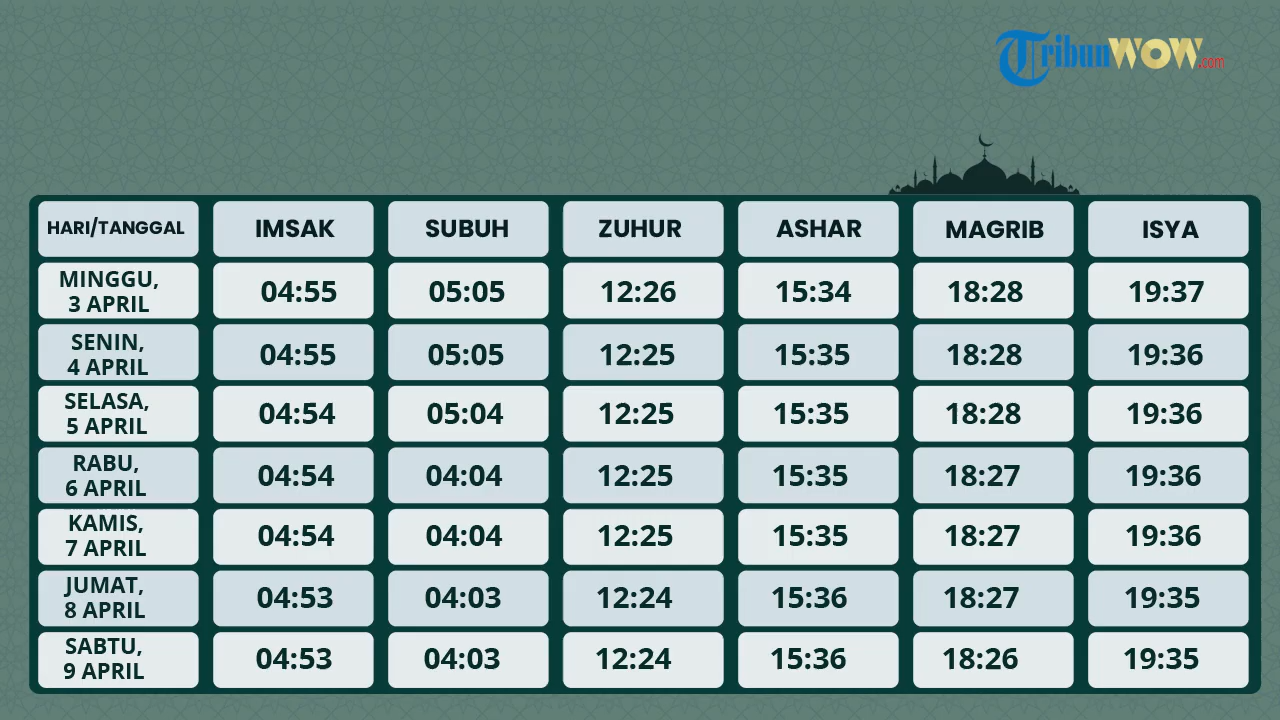 TribunWOW.com
HARI/TANGGAL IMSAK SUBUH ZUHUR ASHAR MAGRIB ISYA
MINGGU,
3 APRIL 04:55 05:05 12:26 15:34 18:28 19:37
SENIN,
4 APRIL 04:55 05:05 12:25 15:35 18:28 19:36
SELASA,
5 APRIL 04:54 05:04 12:25 15:35 18:28 19:36
RABU,
6 APRIL 04:54 04:04 12:25 15:35 18:27 19:36
KAMIS,
7 APRIL 04:54 04:04 12:25 15:35 18:27 19:36
JUMAT,
8 APRIL 04:53 04:03 12:24 15:36 18:27 19:35
SABTU,
9 APRIL 04:53 04:03 12:24 15:36 18:26 19:35